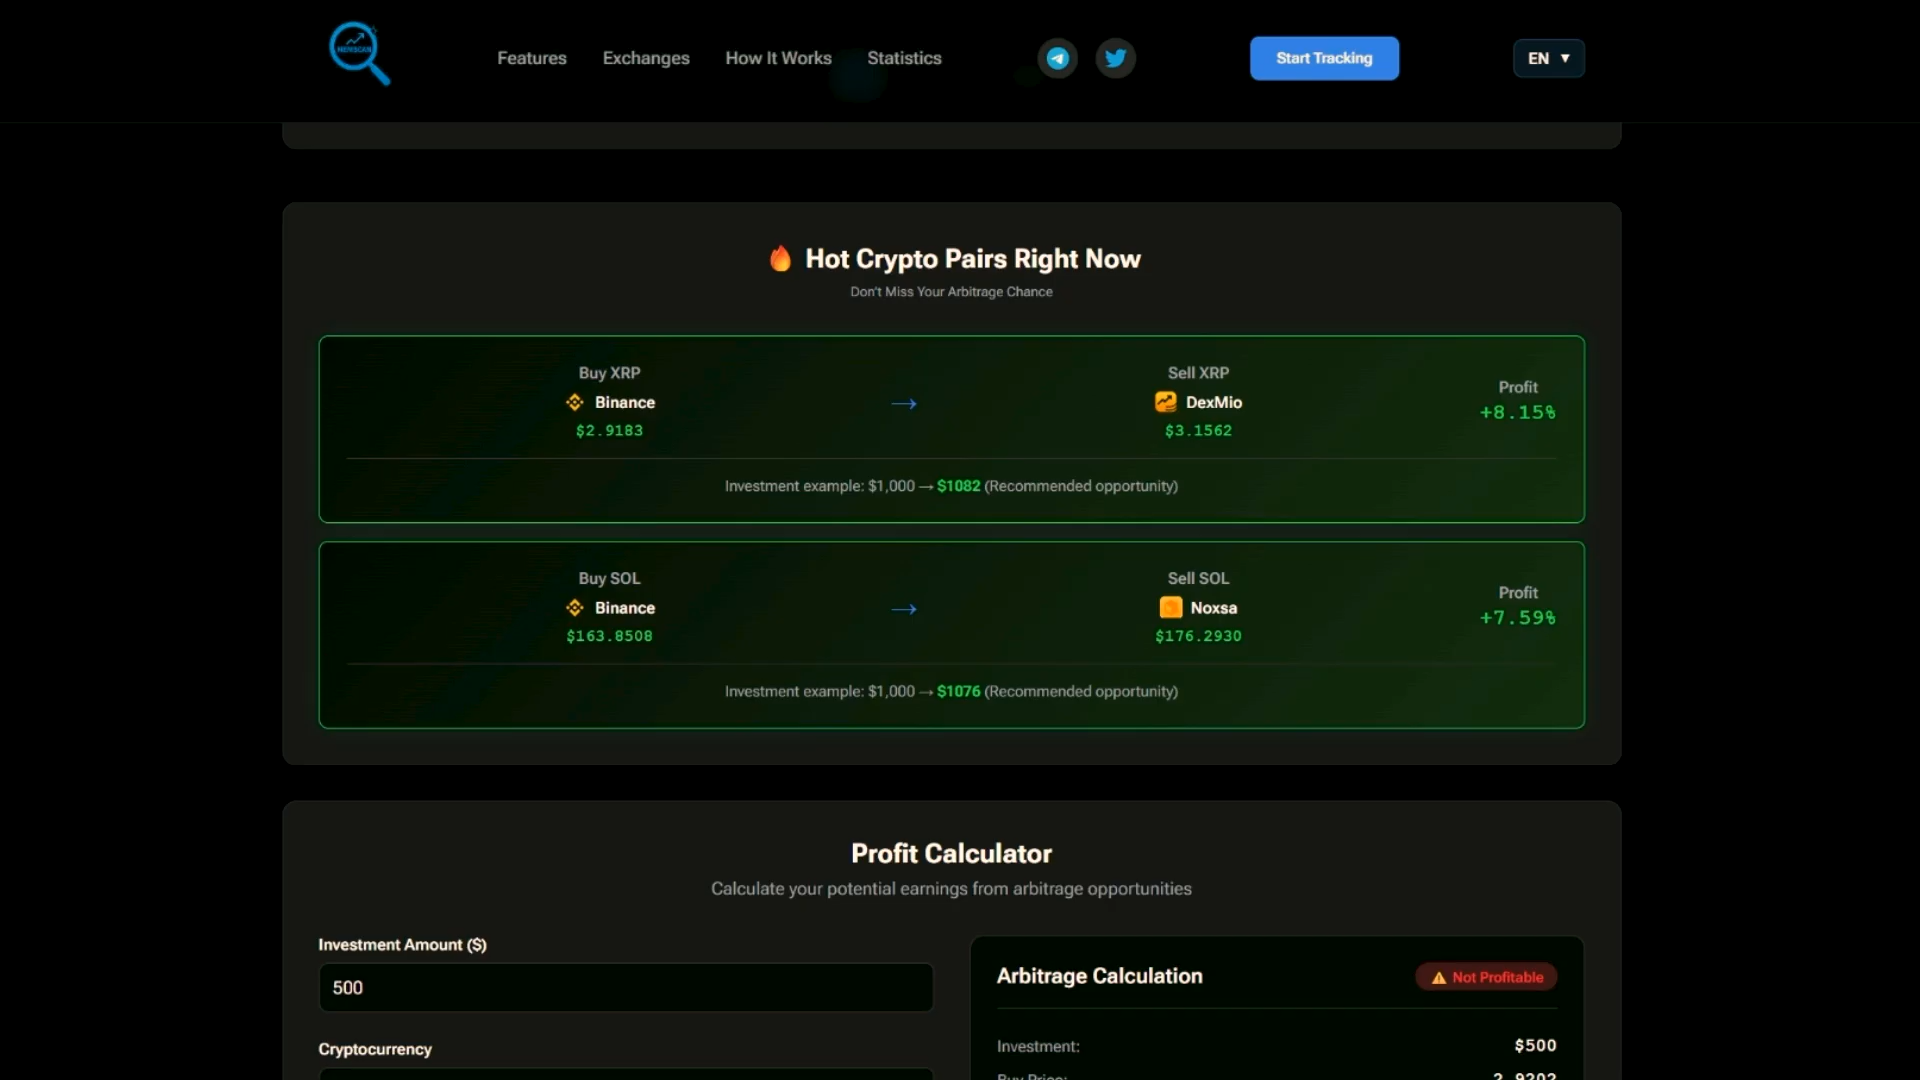 Features
Exchanges
How It Works
Statistics
Start Tracking
EN ▼
🔥 Hot Crypto Pairs Right Now
Don't Miss Your Arbitrage Chance
Buy XRP
Binance
$2.9183
→
Sell XRP
DexMio
$3.1562
Profit
+8.15%
Investment example: $1,000 → $1082 (Recommended opportunity)
Buy SOL
Binance
$163.8508
→
Sell SOL
Noxsa
$176.2930
Profit
+7.59%
Investment example: $1,000 → $1076 (Recommended opportunity)
Profit Calculator
Calculate your potential earnings from arbitrage opportunities
Investment Amount ($)
500
Cryptocurrency
Arbitrage Calculation
⚠ Not Profitable
Investment:
$500
Buy Price:
2.9202